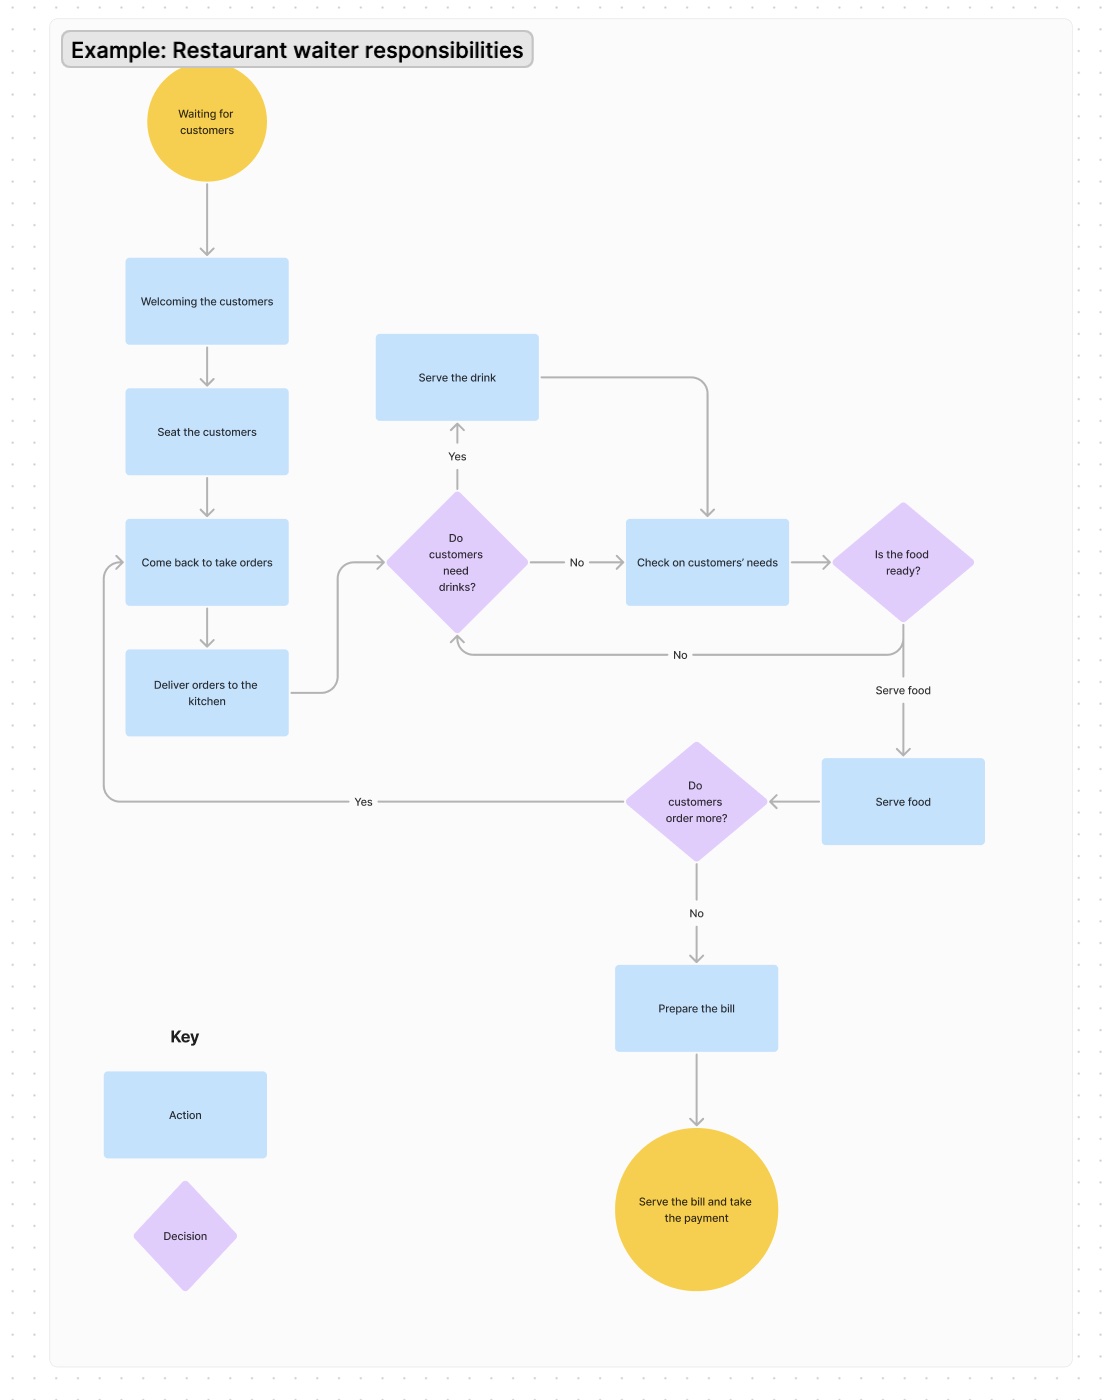 Example: Restaurant waiter responsibilities
Waiting for
customers
Welcoming the customers
Seat the customers
Come back to take orders
Deliver orders to the
kitchen
Serve the drink
Yes
Do
customers
need
drinks?
No
Check on customers’ needs
Is the food
ready?
No
Serve food
Serve food
Do
customers
order more?
Yes
No
Prepare the bill
Serve the bill and take
the payment
Key
Action
Decision